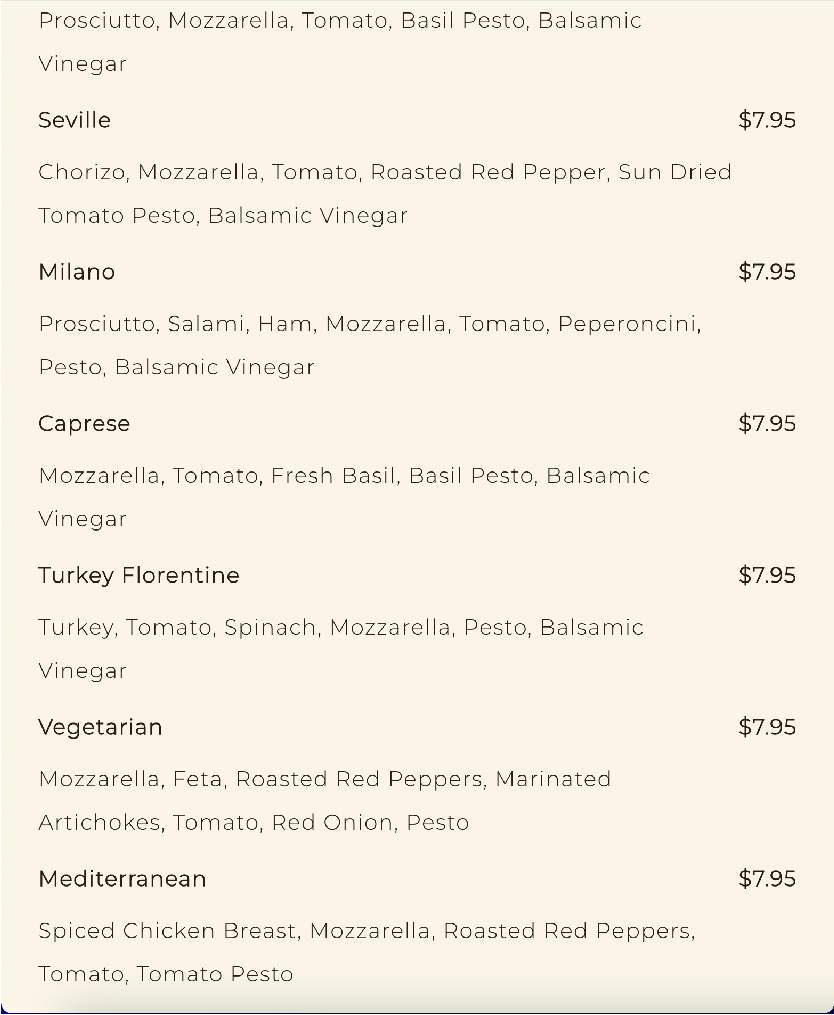 Prosciutto, Mozzarella, Tomato, Basil Pesto, Balsamic
Vinegar
Seville $7.95
Chorizo, Mozzarella, Tomato, Roasted Red Pepper, Sun Dried
Tomato Pesto, Balsamic Vinegar
Milano $7.95
Prosciutto, Salami, Ham, Mozzarella, Tomato, Peperoncini,
Pesto, Balsamic Vinegar
Caprese $7.95
Mozzarella, Tomato, Fresh Basil, Basil Pesto, Balsamic
Vinegar
Turkey Florentine $7.95
Turkey, Tomato, Spinach, Mozzarella, Pesto, Balsamic
Vinegar
Vegetarian $7.95
Mozzarella, Feta, Roasted Red Peppers, Marinated
Artichokes, Tomato, Red Onion, Pesto
Mediterranean $7.95
Spiced Chicken Breast, Mozzarella, Roasted Red Peppers,
Tomato, Tomato Pesto